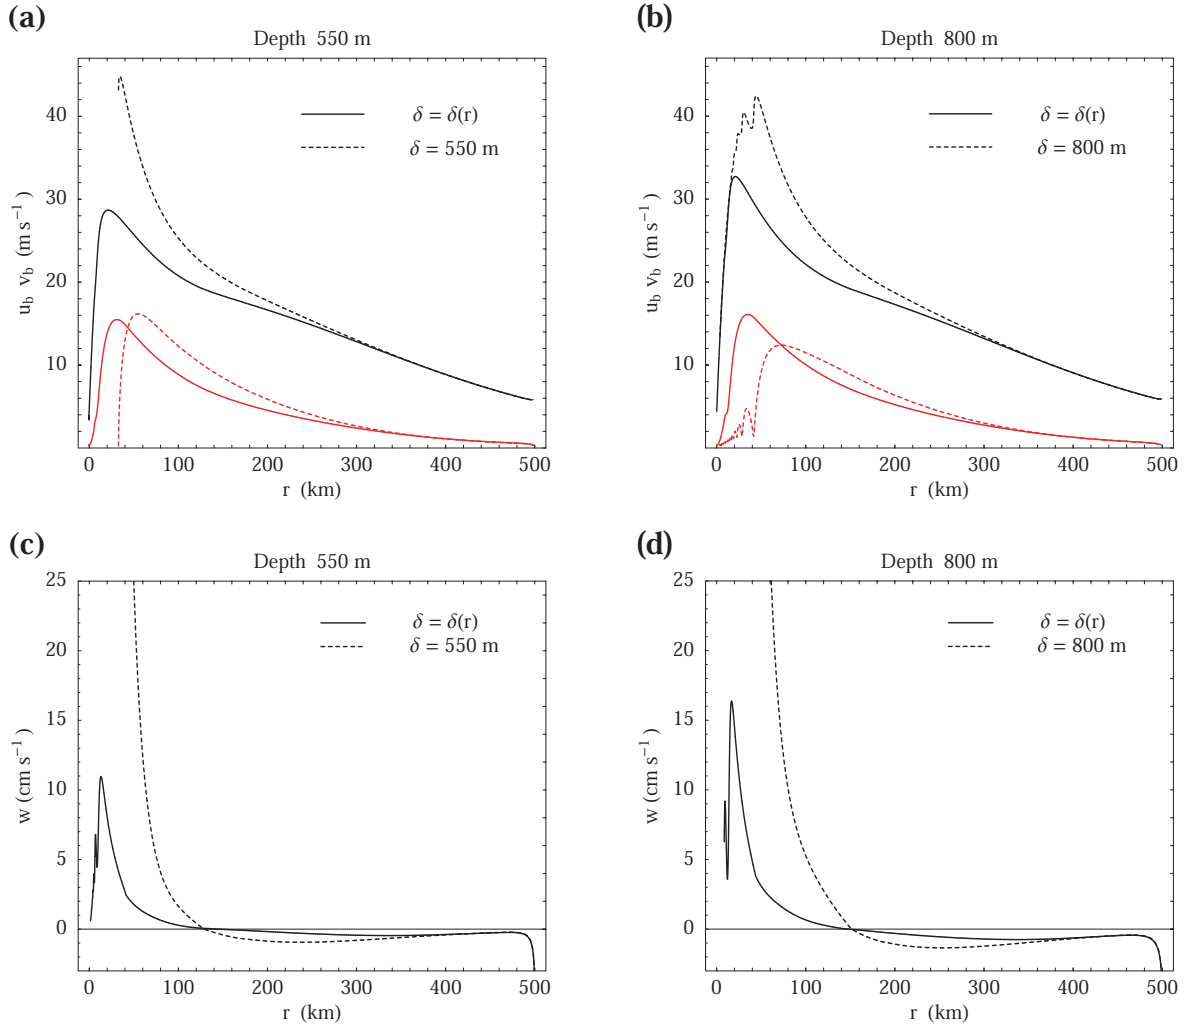 (a)
Depth 550 m
40
30
20
10
0
100
200
300
400
500
u_b v_b (m s⁻¹)
r (km)
δ = δ(r)
δ = 550 m
(b)
Depth 800 m
40
30
20
10
0
100
200
300
400
500
u_b v_b (m s⁻¹)
r (km)
δ = δ(r)
δ = 800 m
(c)
Depth 550 m
25
20
15
10
5
0
0
100
200
300
400
500
w (cm s⁻¹)
r (km)
δ = δ(r)
δ = 550 m
(d)
Depth 800 m
25
20
15
10
5
0
0
100
200
300
400
500
w (cm s⁻¹)
r (km)
δ = δ(r)
δ = 800 m